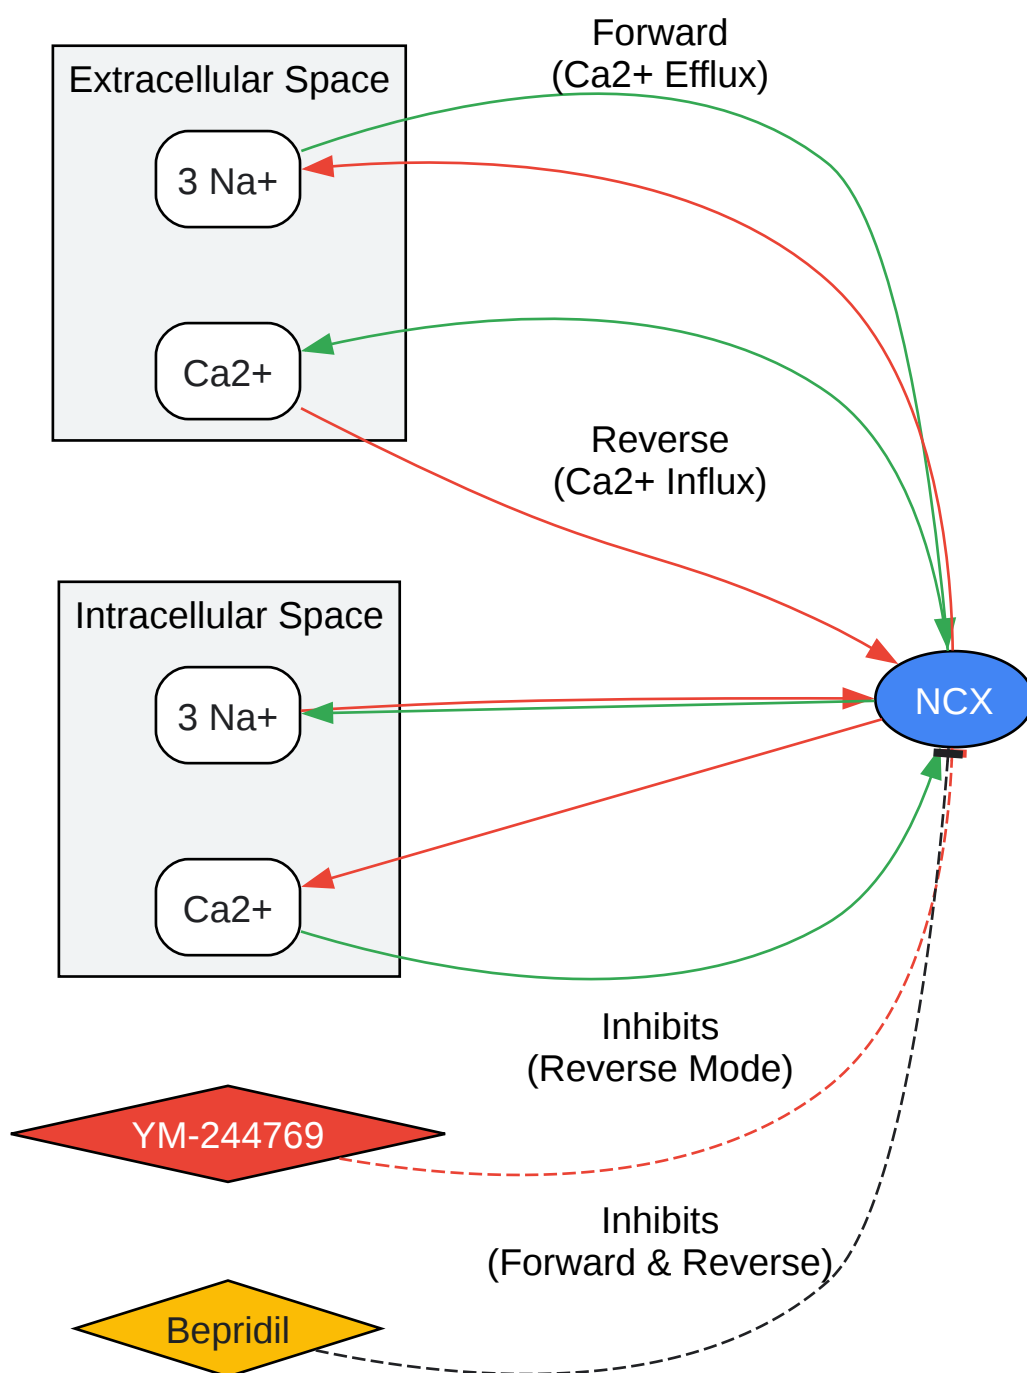 Forward
(Ca2+ Efflux)
Extracellular Space
3 Na+
Ca2+
Reverse
(Ca2+ Influx)
Intracellular Space
3 Na+
NCX
Ca2+
Inhibits
(Reverse Mode)
YM-244769
Inhibits
(Forward & Reverse)
Bepridil